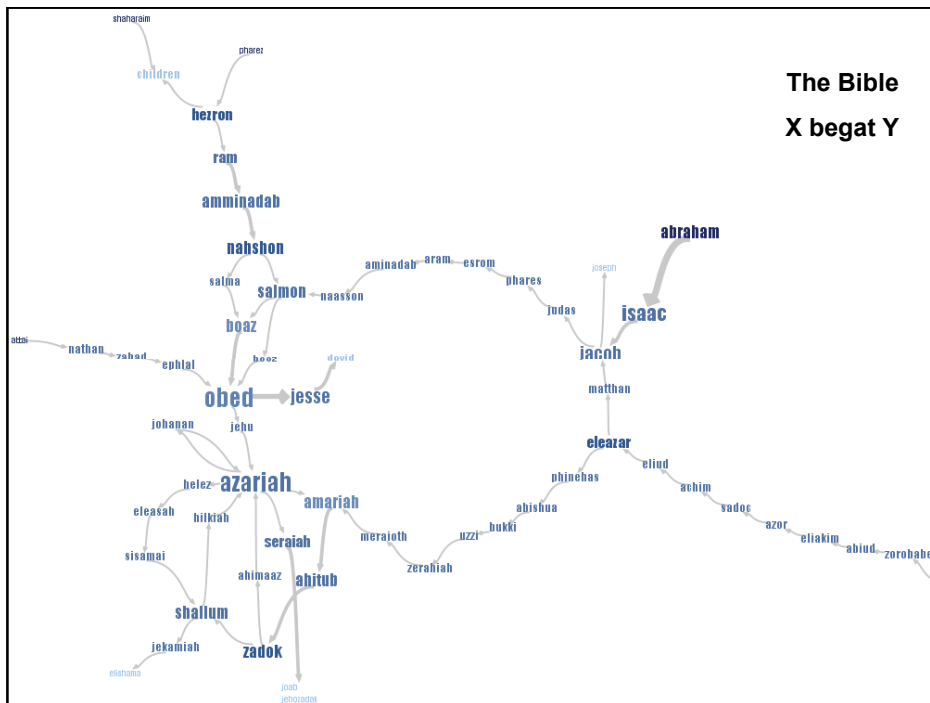 shaharaim
pharez
children
The Bible
hezron
X begat Y
ram
amminadab
abraham
nahshon
aram
esrom
aminadab
joseph
salma
phares
salmon
naasson
judas
isaac
boaz
nathan
jacob
zabad
booz
david
ephlal
matthan
obed
jesse
johanan
jehu
eleazar
eliud
azariah
phinehas
helez
achim
amariah
abishua
sadoc
eleasah
hilkiah
bukki
azor
meraioth
uzzi
eliakim
seraiah
abiud
sisamai
zorobabe
zerahiah
ahimaaz
ahitub
shallum
jekamiah
zadok
elishama
joab
jehozadak